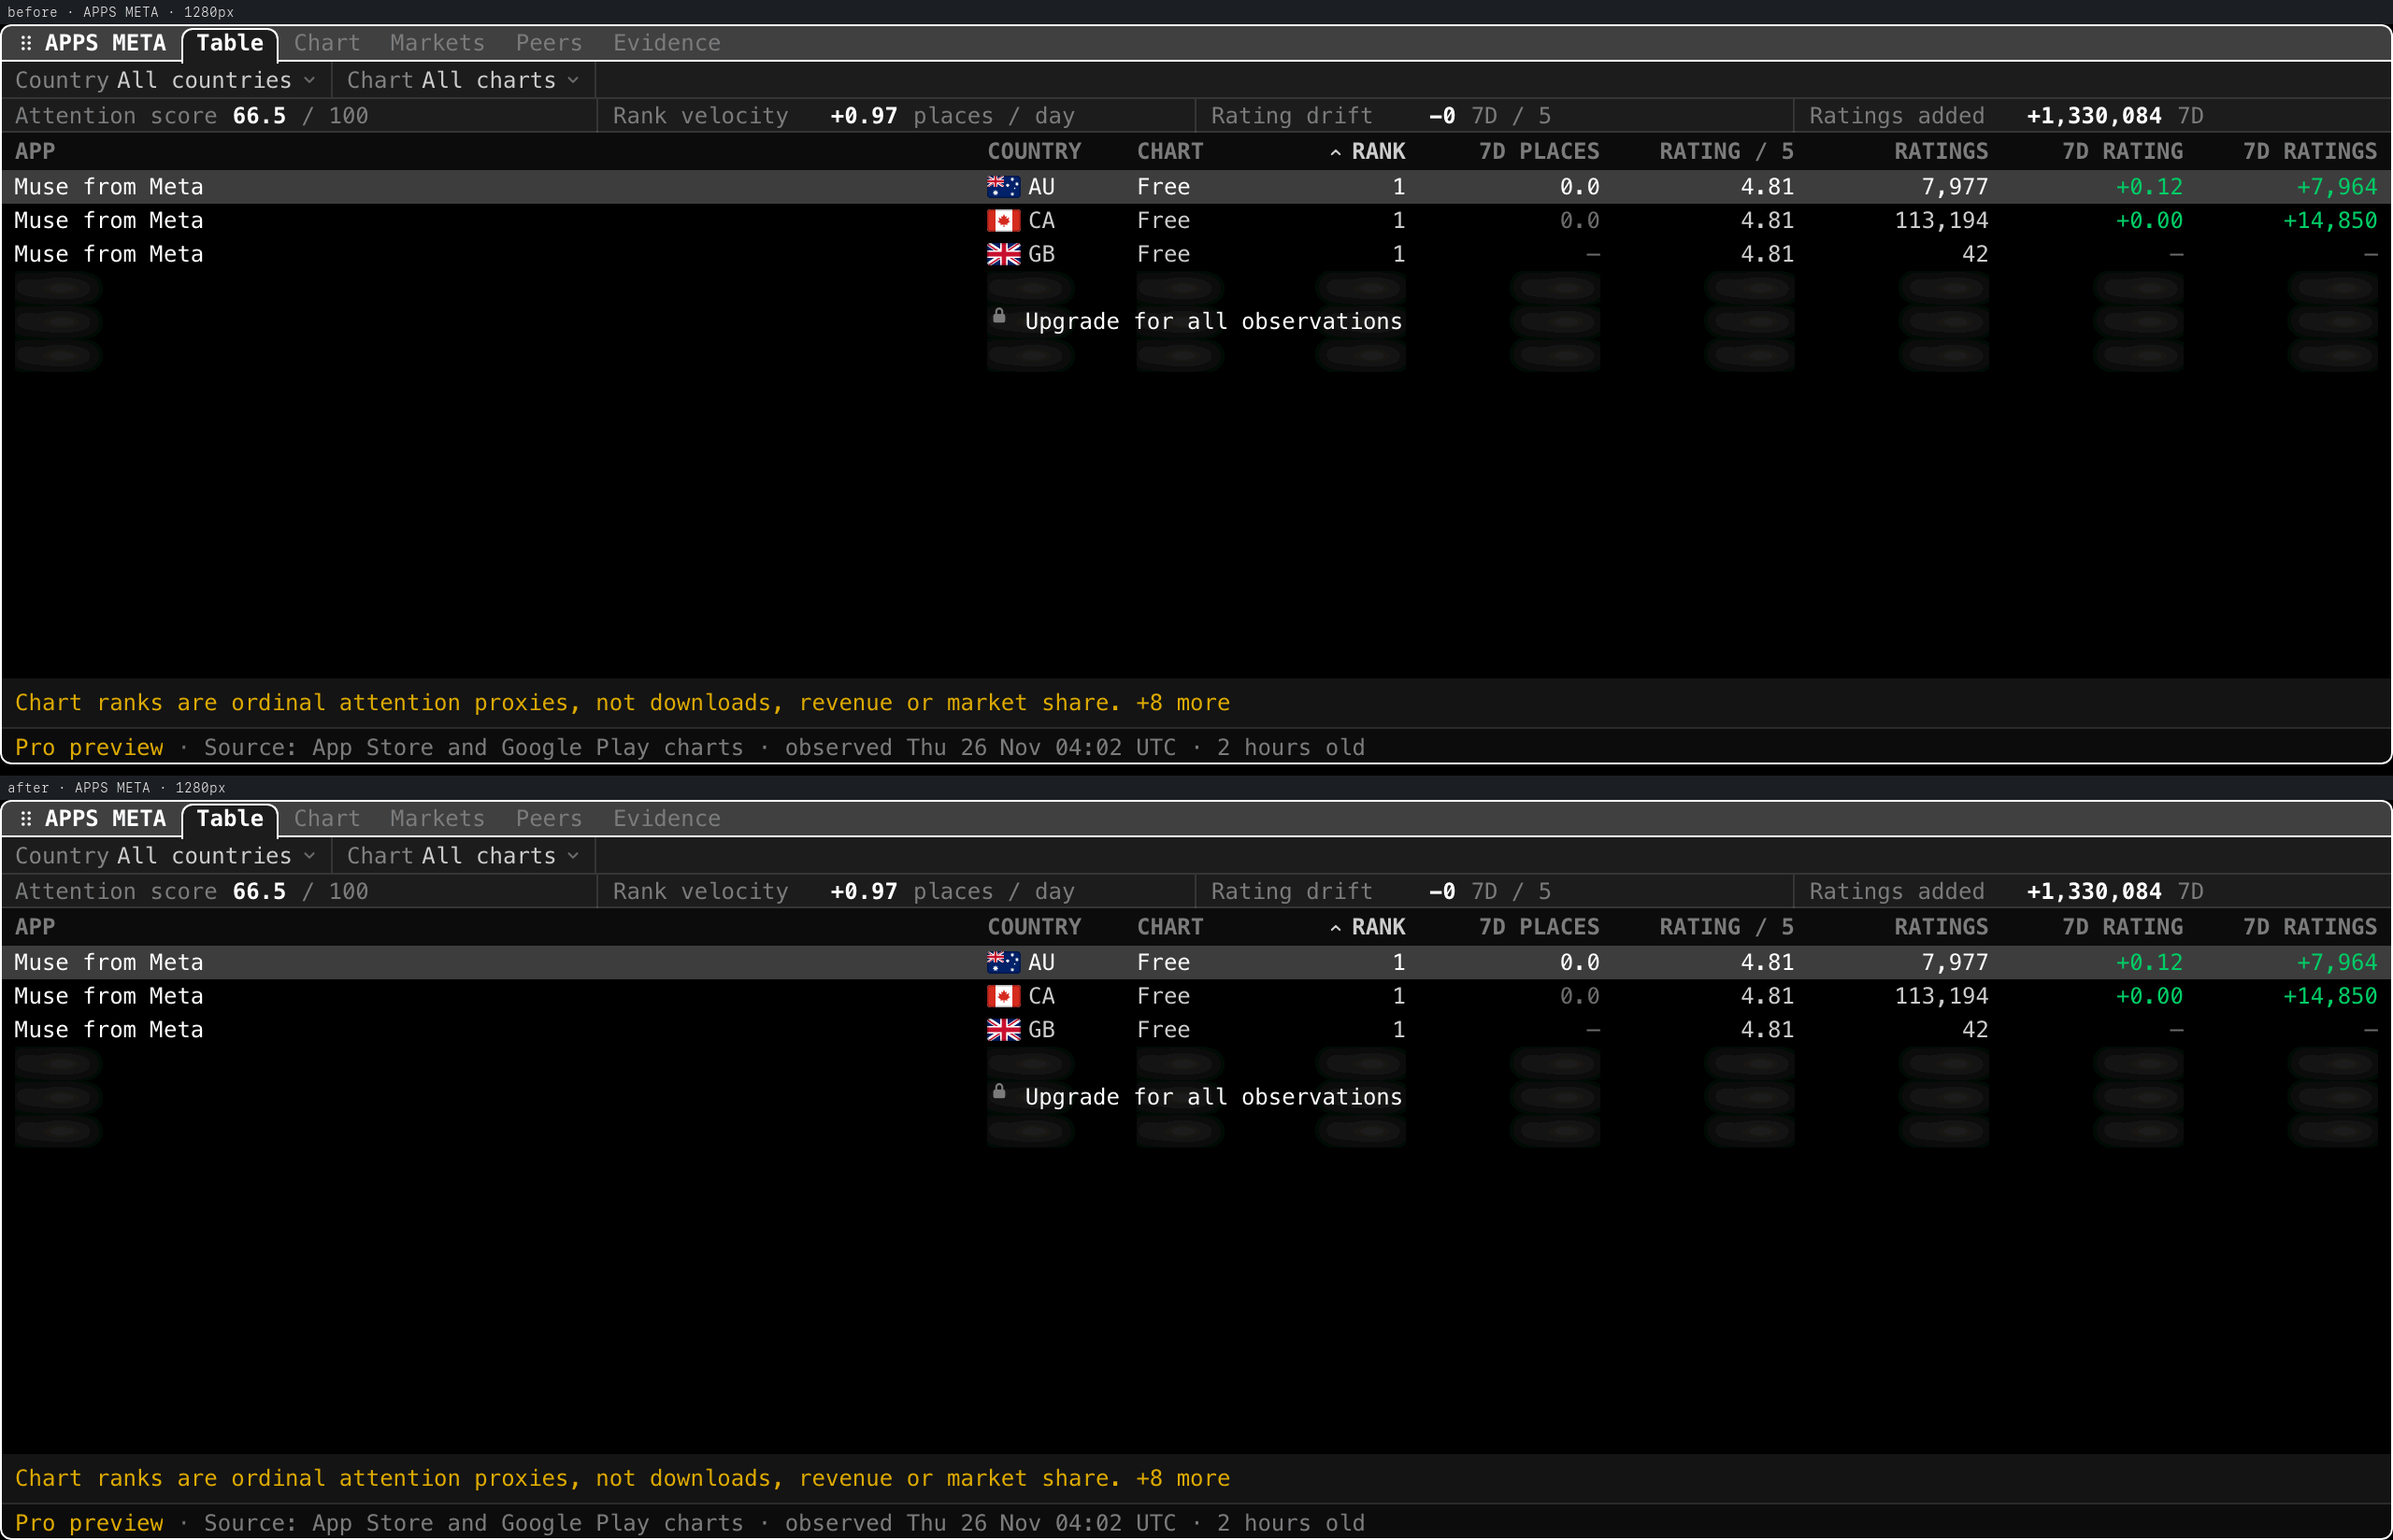 before · APPS META · 1280px
APPS META Table Chart Markets Peers Evidence
Country All countries Chart All charts
Attention score 66.5 / 100 Rank velocity +0.97 places / day Rating drift −0 7D / 5 Ratings added +1,330,084 7D
APP COUNTRY CHART RANK 7D PLACES RATING / 5 RATINGS 7D RATING 7D RATINGS
Muse from Meta AU Free 1 0.0 4.81 7,977 +0.12 +7,964
Muse from Meta CA Free 1 0.0 4.81 113,194 +0.00 +14,850
Muse from Meta GB Free 1 — 4.81 42 — —
Upgrade for all observations
Chart ranks are ordinal attention proxies, not downloads, revenue or market share. +8 more
Pro preview · Source: App Store and Google Play charts · observed Thu 26 Nov 04:02 UTC · 2 hours old
after · APPS META · 1280px
APPS META Table Chart Markets Peers Evidence
Country All countries Chart All charts
Attention score 66.5 / 100 Rank velocity +0.97 places / day Rating drift −0 7D / 5 Ratings added +1,330,084 7D
APP COUNTRY CHART RANK 7D PLACES RATING / 5 RATINGS 7D RATING 7D RATINGS
Muse from Meta AU Free 1 0.0 4.81 7,977 +0.12 +7,964
Muse from Meta CA Free 1 0.0 4.81 113,194 +0.00 +14,850
Muse from Meta GB Free 1 — 4.81 42 — —
Upgrade for all observations
Chart ranks are ordinal attention proxies, not downloads, revenue or market share. +8 more
Pro preview · Source: App Store and Google Play charts · observed Thu 26 Nov 04:02 UTC · 2 hours old